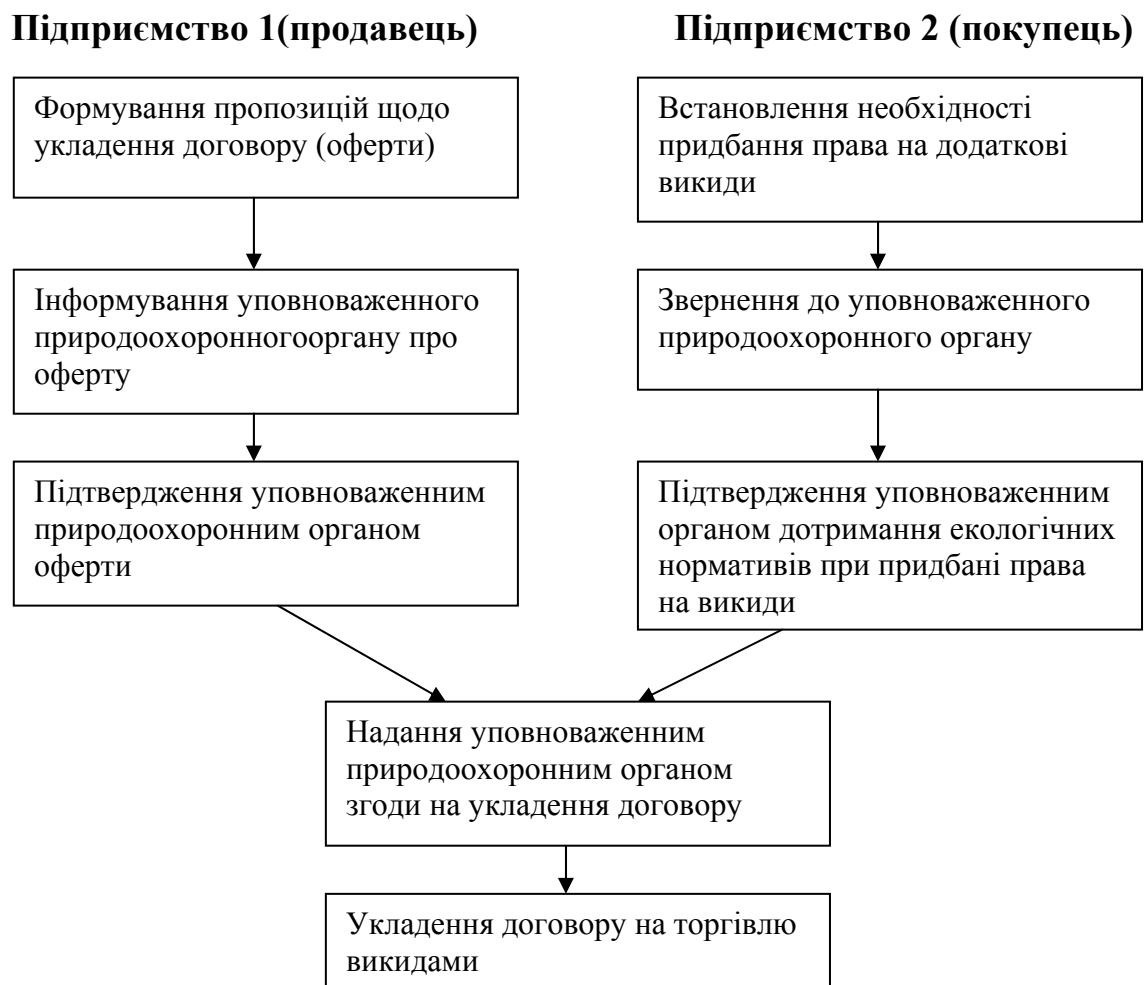 Підприємство 1(продавець)
Підприємство 2 (покупець)
Формування пропозицій щодо
укладення договору (оферти)
Встановлення необхідності
придбання права на додаткові
викиди
Інформування уповноваженного
природоохоронногооргану про
оферту
Звернення до уповноваженного
природоохоронного органу
Підтвердження уповноваженним
природоохоронним органом
оферти
Підтвердження уповноваженним
органом дотримання екологічних
нормативів при придбані права
на викиди
Надання уповноваженним
природоохоронним органом
згоди на укладення договору
Укладення договору на торгівлю
викидами